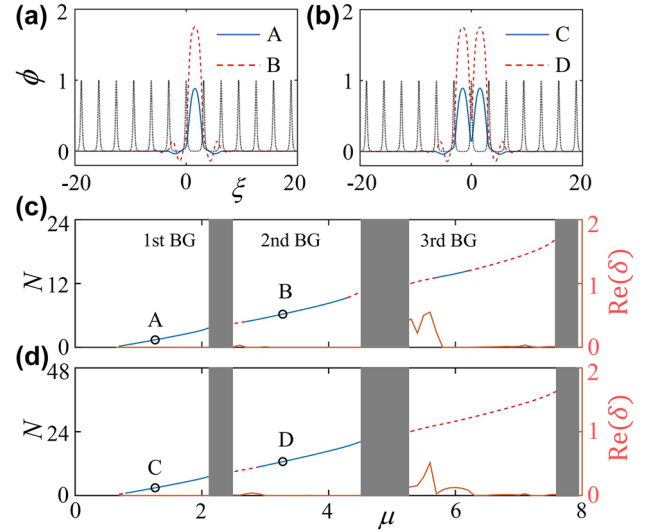 (a) (b)
A C
B D
2
ϕ 1
0
-20 0 20 -20 0 20
ξ ξ
(c) 24 2
1st BG 2nd BG 3rd BG
N 12 A B 1 Re(δ)
0 0
(d) 48 2
N 24 C D 1 Re(δ)
0 0
0 2 4 6 8
μ